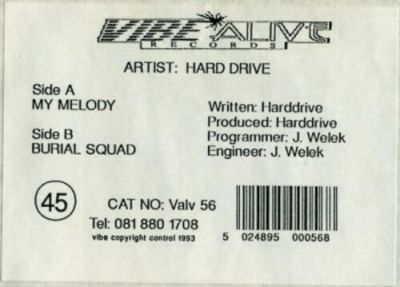 VIBE ALIVE
RECORDS
ARTIST: HARD DRIVE
Side A
MY MELODY
Side B
BURIAL SQUAD
Written: Harddrive
Produced: Harddrive
Programmer: J. Welek
Engineer: J. Welek
45
CAT NO: Valv 56
Tel: 081 880 1708
vibe copyright control 1993
5 024895 000568